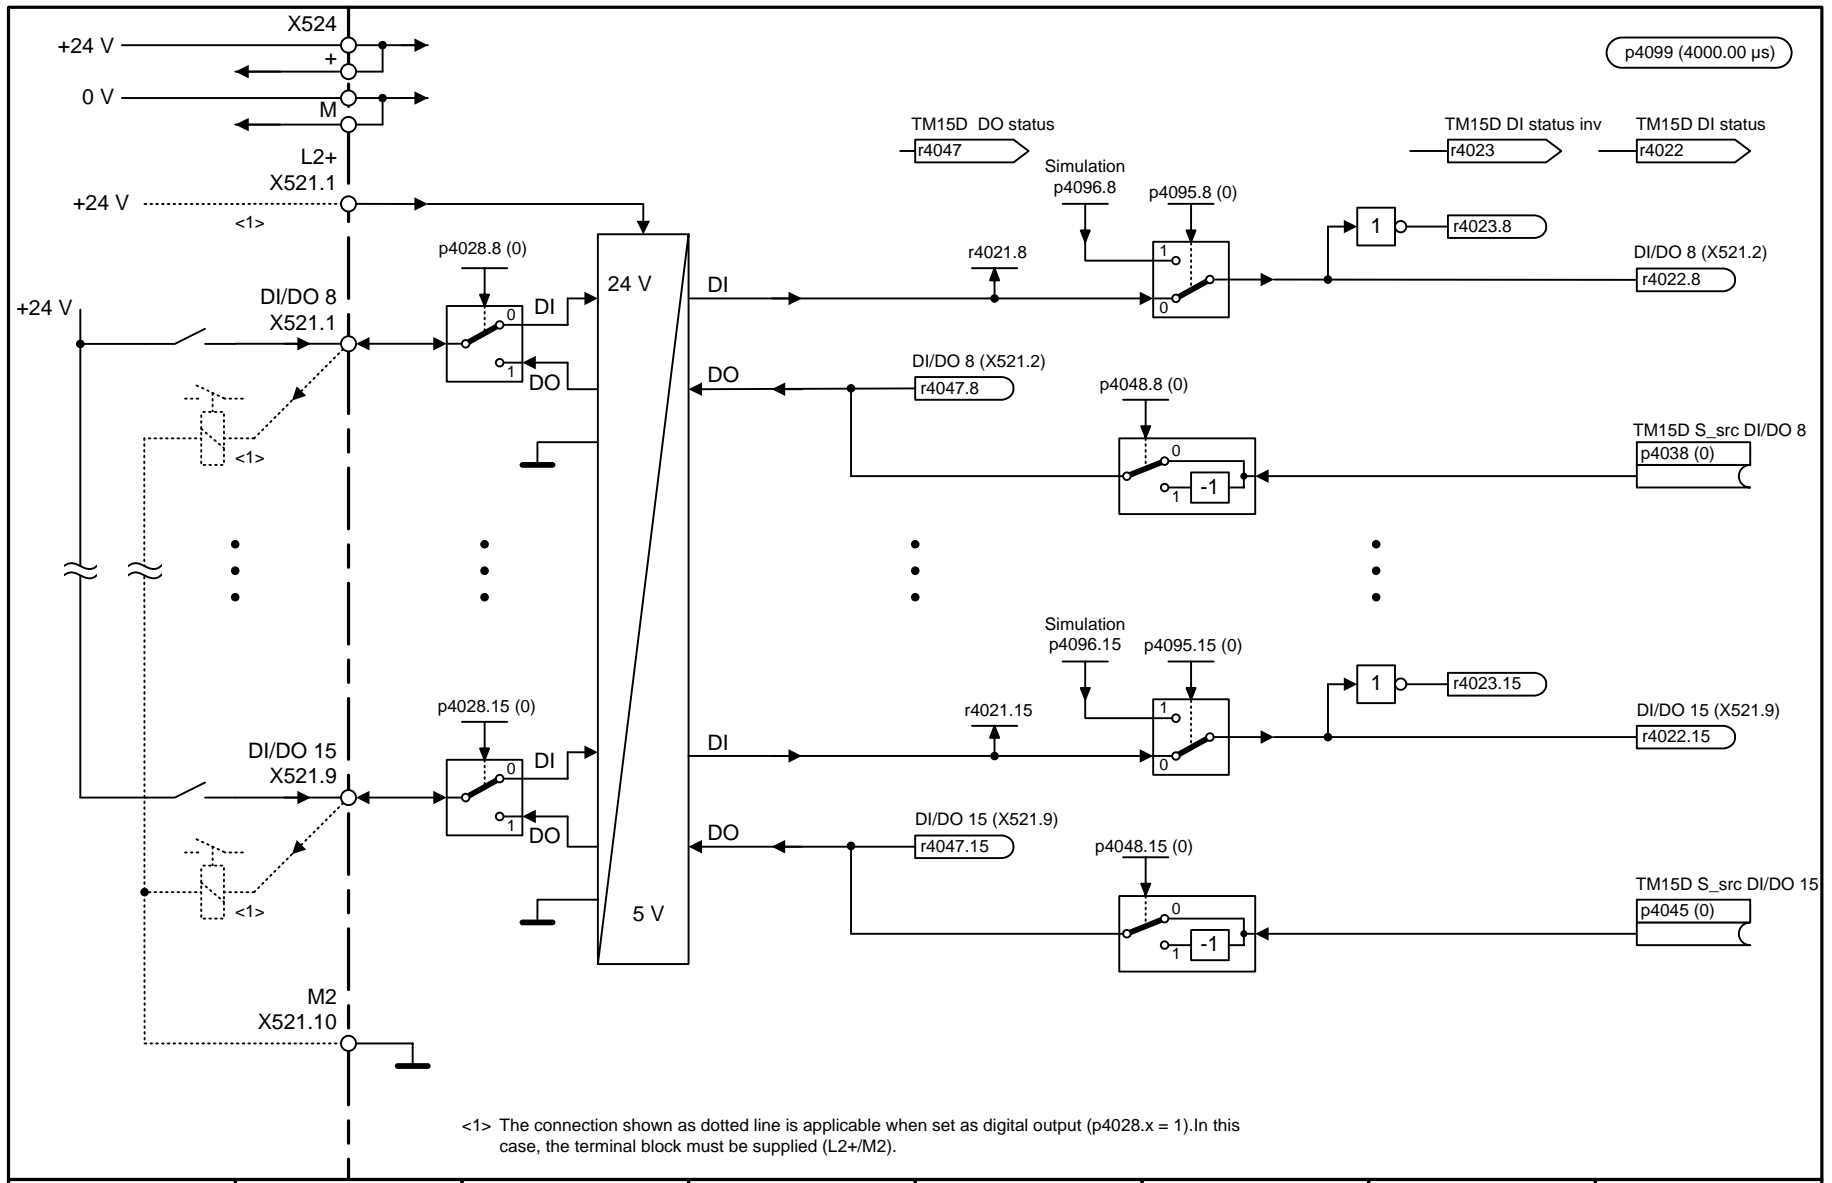 X524
+24 V
+
p4099 (4000.00 µs)
0 V
M
TM15D DO status
r4047
TM15D DI status inv
r4023
TM15D DI status
r4022
L2+
X521.1
+24 V
<1>
Simulation
p4096.8
p4095.8 (0)
1
0
1
r4023.8
p4028.8 (0)
24 V
r4021.8
DI/DO 8 (X521.2)
r4022.8
+24 V
DI/DO 8
X521.1
0
1
DI
DO
DI
DO
DI/DO 8 (X521.2)
r4047.8
p4048.8 (0)
0
1
-1
TM15D S_src DI/DO 8
p4038 (0)
<1>
Simulation
p4096.15
p4095.15 (0)
1
0
1
r4023.15
p4028.15 (0)
r4021.15
DI/DO 15 (X521.9)
r4022.15
DI/DO 15
X521.9
0
1
DI
DO
DI
DO
DI/DO 15 (X521.9)
r4047.15
p4048.15 (0)
0
1
-1
TM15D S_src DI/DO 15
p4045 (0)
<1>
5 V
M2
X521.10
<1> The connection shown as dotted line is applicable when set as digital output (p4028.x = 1).In this
case, the terminal block must be supplied (L2+/M2).